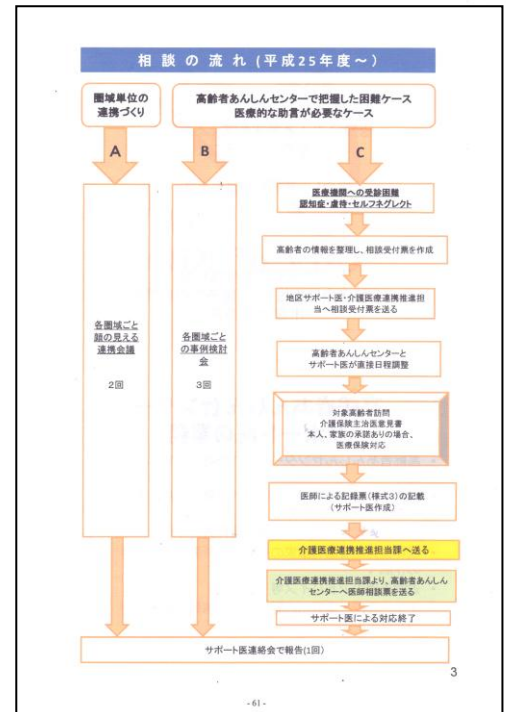 相談の流れ(平成25年度～)
圏域単位の
連携づくり
高齢者あんしんセンターで把握した困難ケース
医療的な助言が必要なケース
A
B
C
各圏域ごと
顔の見える
連携会議
2回
各圏域ごと
の事例検討
会
3回
医療機関への受診困難
認知症・虐待・セルフネグレクト
高齢者の情報を整理し、相談受付票を作成
地区サポート医・介護医療連携推進担
当へ相談受付票を送る
高齢者あんしんセンターと
サポート医が直接日程調整
対象高齢者訪問
介護保険主治医意見書
本人、家族の承諾ありの場合、
医療保険対応
医師による記録票(様式3)の記載
(サポート医作成)
介護医療連携推進担当課へ送る
介護医療連携推進担当課より、高齢者あんしん
センターへ医師相談票を送る
サポート医による対応終了
サポート医連絡会で報告(1回)
3
- 61 -